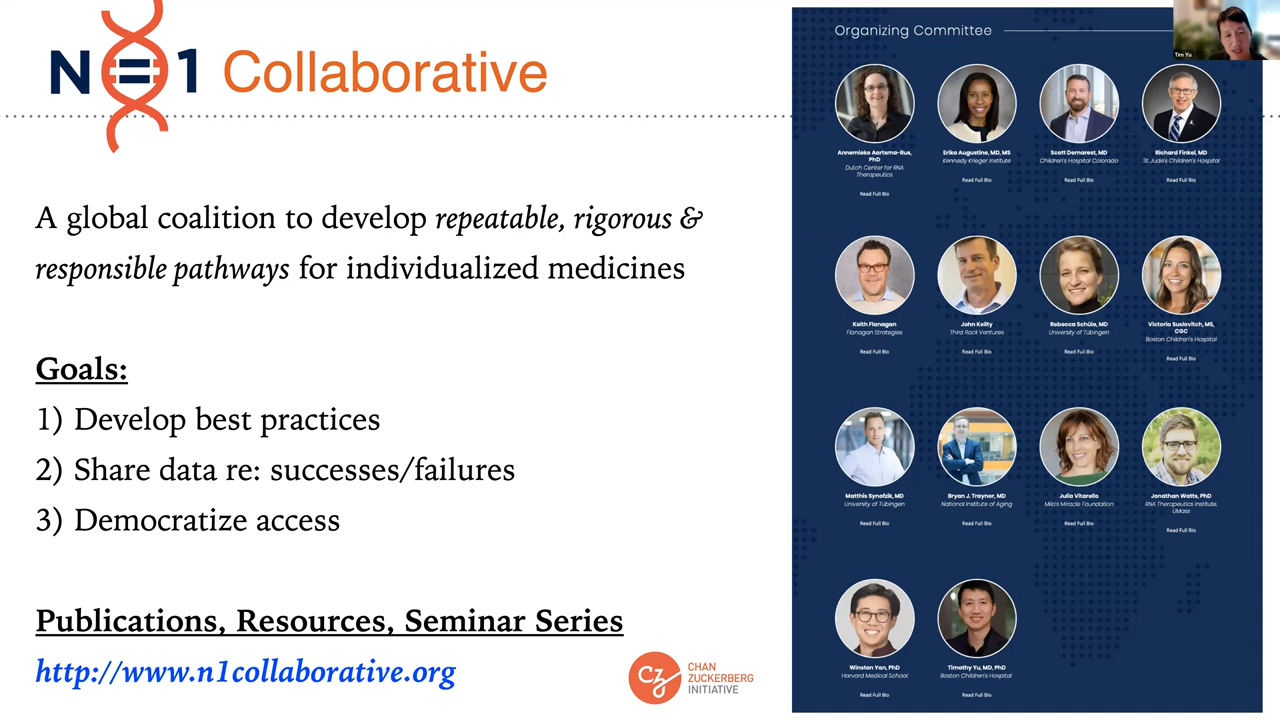 N=1 Collaborative
A global coalition to develop repeatable, rigorous &
responsible pathways for individualized medicines
Goals:
1) Develop best practices
2) Share data re: successes/failures
3) Democratize access
Publications, Resources, Seminar Series
http://www.n1collaborative.org
CZ
CHAN
ZUCKERBERG
INITIATIVE
Organizing Committee
Tim Yu
Annemieke Aartsma-Rus,
PhD
Dutch Center for RNA
Therapeutics
Read Full Bio
Erika Augustine, MD, MS
Kennedy Krieger Institute
Read Full Bio
Scott Demarest, MD
Children's Hospital Colorado
Read Full Bio
Richard Finkel, MD
St. Jude's Children's Hospital
Read Full Bio
Keith Flanagan
Flanagan Strategies
Read Full Bio
John Keilty
Third Rock Ventures
Read Full Bio
Rebecca Schüle, MD
University of Tübingen
Read Full Bio
Victoria Suslovitch, MS,
CGC
Boston Children's Hospital
Read Full Bio
Matthis Synofzik, MD
University of Tübingen
Read Full Bio
Bryan J. Traynor, MD
National Institute of Aging
Read Full Bio
Julia Vitarello
Mila's Miracle Foundation
Read Full Bio
Jonathan Watts, PhD
RNA Therapeutics Institute,
UMass
Read Full Bio
Winston Yan, PhD
Harvard Medical School
Read Full Bio
Timothy Yu, MD, PhD
Boston Children's Hospital
Read Full Bio